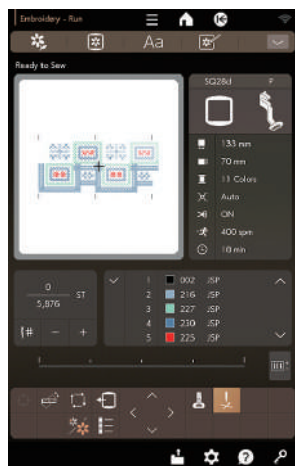 Embroidery - Run
Aa
Ready to Sew
SQ28d P
133 mm
70 mm
11 Colors
Auto
ON
400 spm
18 min
0
5,876
ST
1 002 JSP
2 216 JSP
3 227 JSP
4 230 JSP
5 225 JSP
#
- +
?